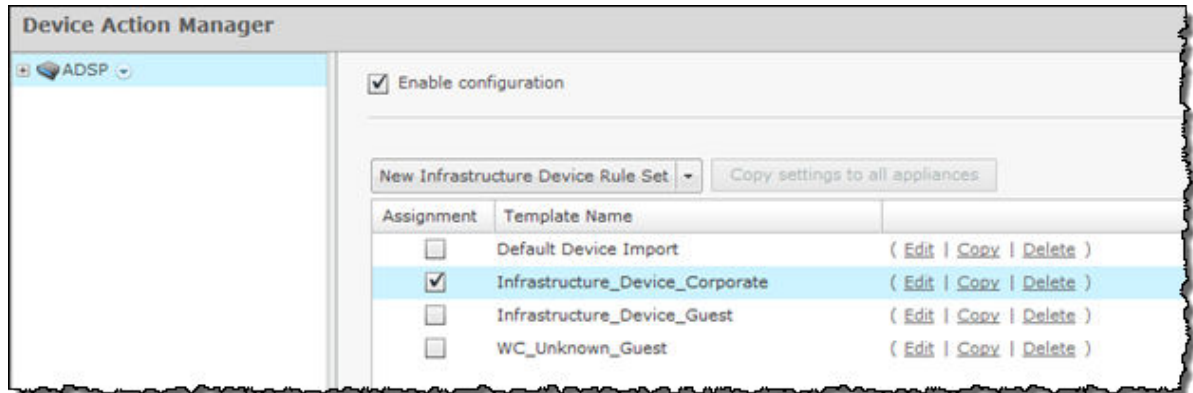 Device Action Manager
ADSP
Enable configuration
New Infrastructure Device Rule Set
Copy settings to all appliances
Assignment Template Name
Default Device Import ( Edit | Copy | Delete )
Infrastructure_Device_Corporate ( Edit | Copy | Delete )
Infrastructure_Device_Guest ( Edit | Copy | Delete )
WC_Unknown_Guest ( Edit | Copy | Delete )